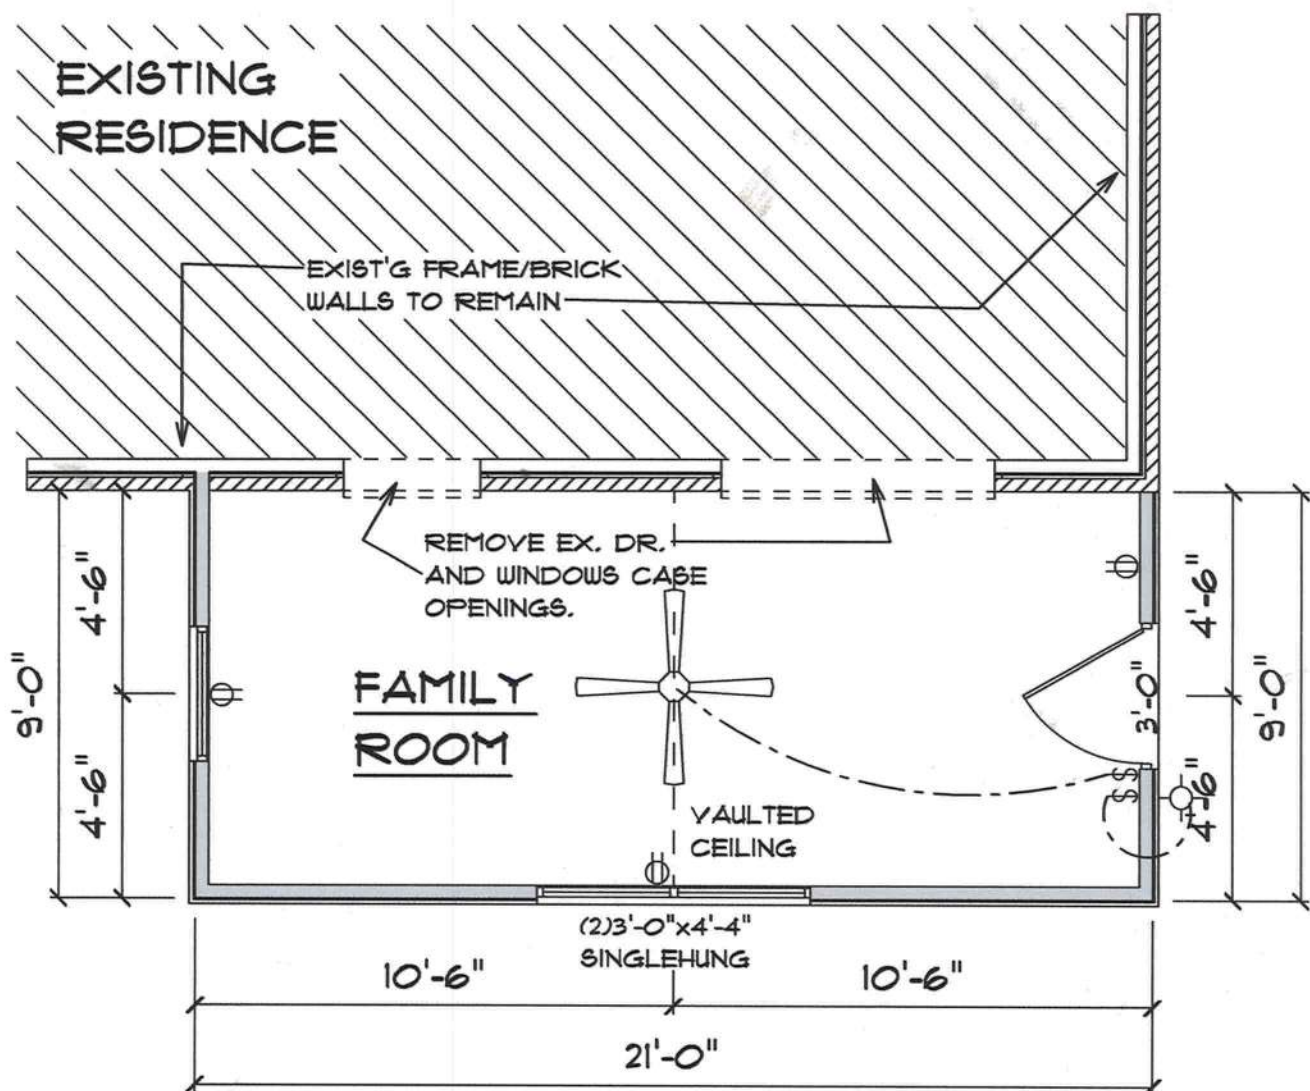 EXISTING
RESIDENCE
EXIST'G FRAME/BRICK
WALLS TO REMAIN
REMOVE EX. DR.
AND WINDOWS CASE
OPENINGS.
4'-6"
9'-0"
4'-6"
FAMILY
ROOM
VAULTED
CEILING
4'-6"
3'-0"
9'-0"
4'-6"
S
S
(2)3'-0"x4'-4"
SINGLEHUNG
10'-6"
10'-6"
21'-0"